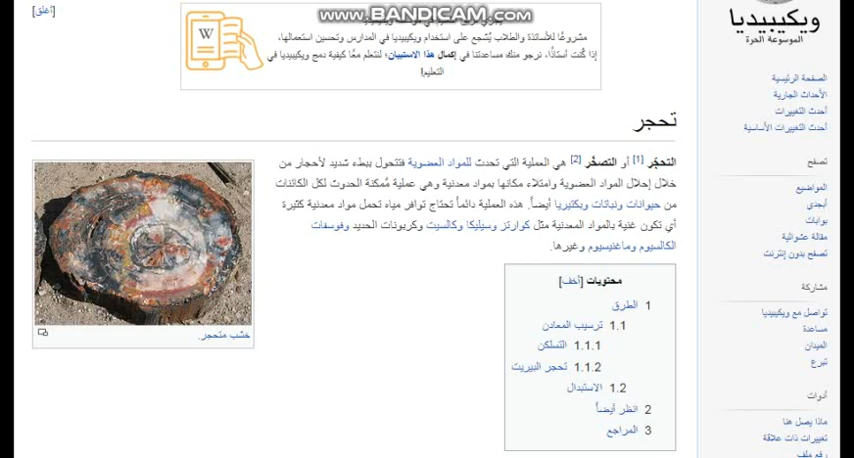 www.BANDICAM.com
[أغلق]
W
مشروعًا للأساتذة والطلاب يُشجع على استخدام ويكيبيديا في المدارس وتحسين استعمالها،
إذا كُنت أستاذًا، نرجو منك مساعدتنا في إكمال هذا الاستبيان؛ لنتعلم معًا كيفية دمج ويكيبيديا في
التعليم!
ويكيبيديا
الموسوعة الحرة
الصفحة الرئيسية
الأحداث الجارية
أحدث التغييرات
أحدث التغييرات الأساسية
تصفح
المواضيع
أبجدي
بوابات
مقالة عشوائية
تصفح بدون إنترنت
مشاركة
تواصل مع ويكيبيديا
مساعدة
الميدان
تبرع
أدوات
ماذا يصل هنا
تغييرات ذات علاقة
رفع ملف
تحجر
التحجّر [1] أو التصخّر [2] هي العملية التي تحدث للمواد العضوية فتتحول ببطء شديد لأحجار من
خلال إحلال المواد العضوية وامتلاء مكانها بمواد معدنية وهي عملية مُمكنة الحدوث لكل الكائنات
من حيوانات ونباتات وبكتيريا أيضاً. هذه العملية دائماً تحتاج توافر مياه تحمل مواد معدنية كثيرة
أي تكون غنية بالمواد المعدنية مثل كوارتز وسيليكا وكالسيت وكربونات الحديد وفوسفات
الكالسيوم وماغنيسيوم وغيرها.
خشب متحجر.
محتويات [أخف]
1 الطرق
1.1 ترسيب المعادن
1.1.1 التسلكن
1.1.2 تحجر البيريت
1.2 الاستبدال
2 انظر أيضاً
3 المراجع